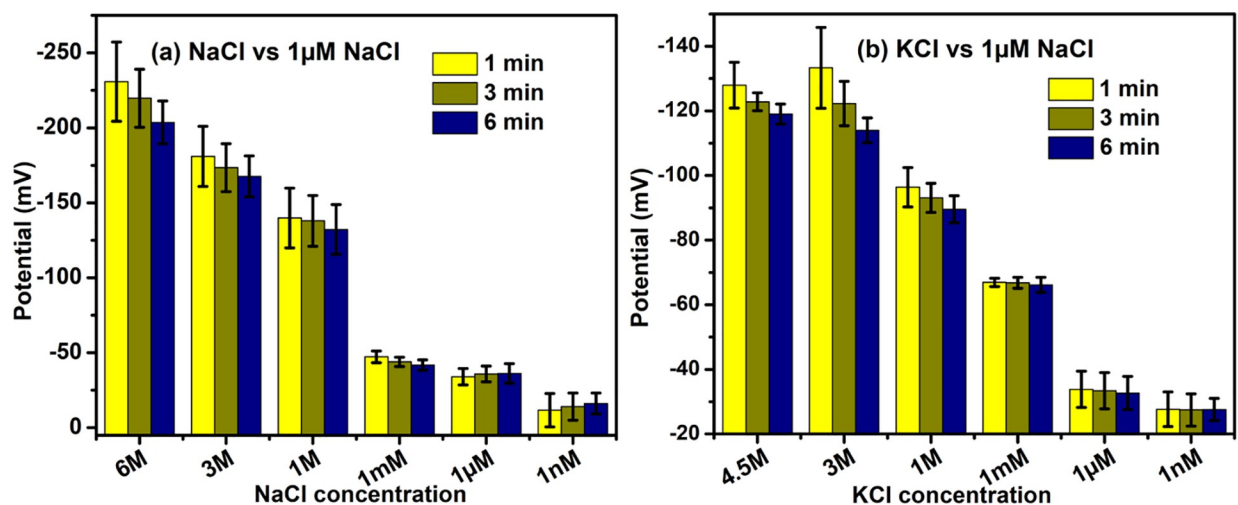 (a) NaCl vs 1µM NaCl
1 min
3 min
6 min
Potential (mV)
-250
-200
-150
-100
-50
0
6M
3M
1M
1mM
1µM
1nM
NaCl concentration
(b) KCl vs 1µM NaCl
1 min
3 min
6 min
Potential (mV)
-140
-120
-100
-80
-60
-40
-20
4.5M
3M
1M
1mM
1µM
1nM
KCl concentration